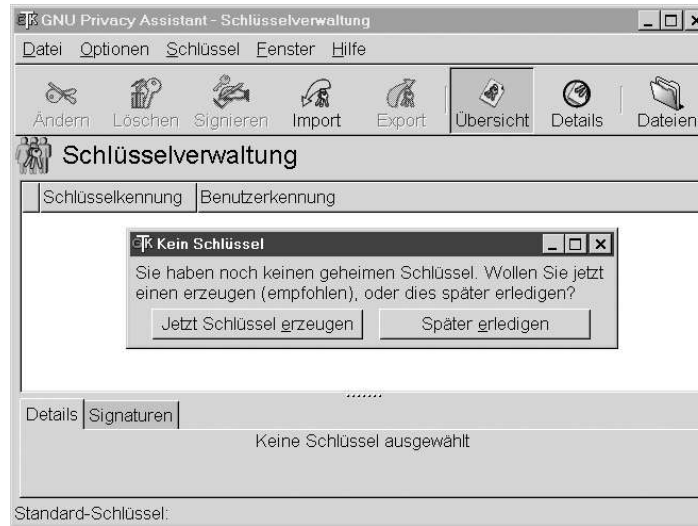 GNU Privacy Assistant - Schlüsselverwaltung
Datei Optionen Schlüssel Fenster Hilfe
Ändern Löschen Signieren Import Export Übersicht Details Dateien
Schlüsselverwaltung
Schlüsselkennung Benutzerkennung
Kein Schlüssel
Sie haben noch keinen geheimen Schlüssel. Wollen Sie jetzt
einen erzeugen (empfohlen), oder dies später erledigen?
Jetzt Schlüssel erzeugen Später erledigen
Details Signaturen
Keine Schlüssel ausgewählt
Standard-Schlüssel: